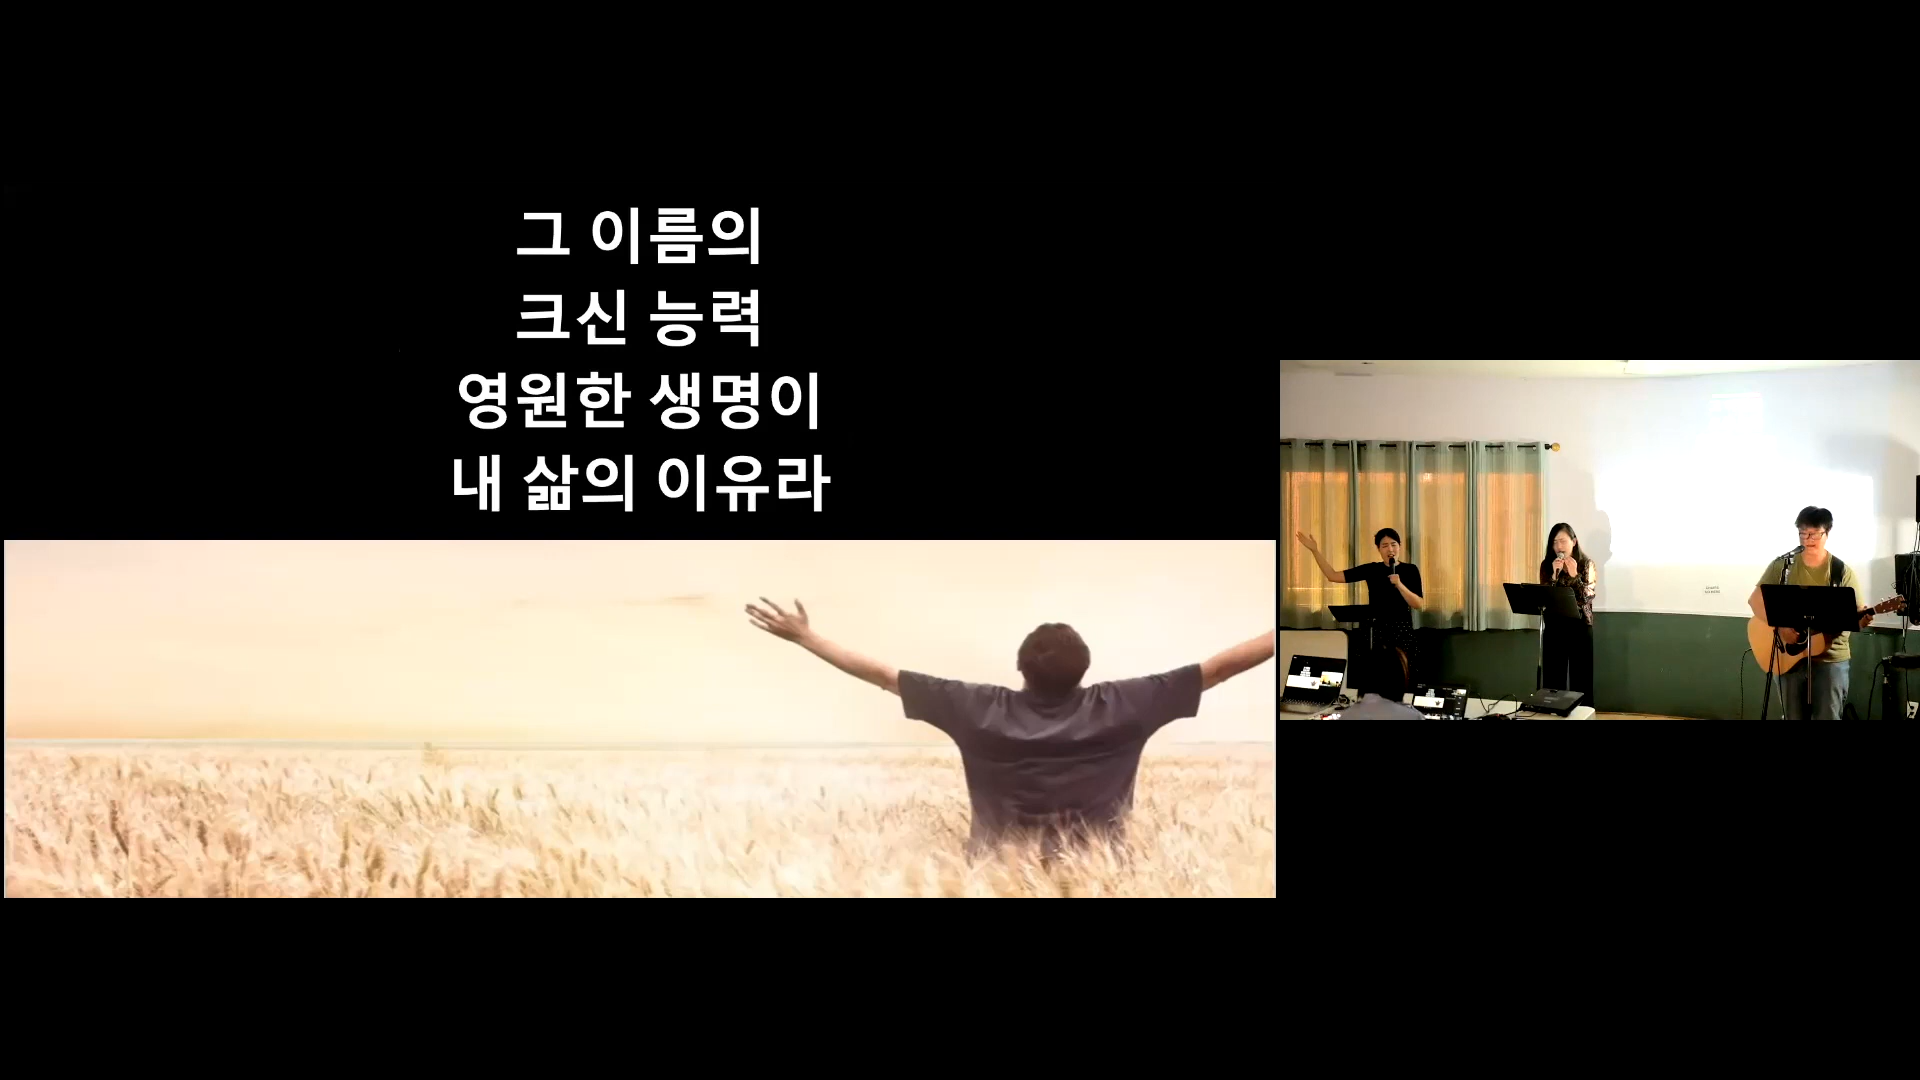 그 이름의
크신 능력
영원한 생명이
내 삶의 이유라